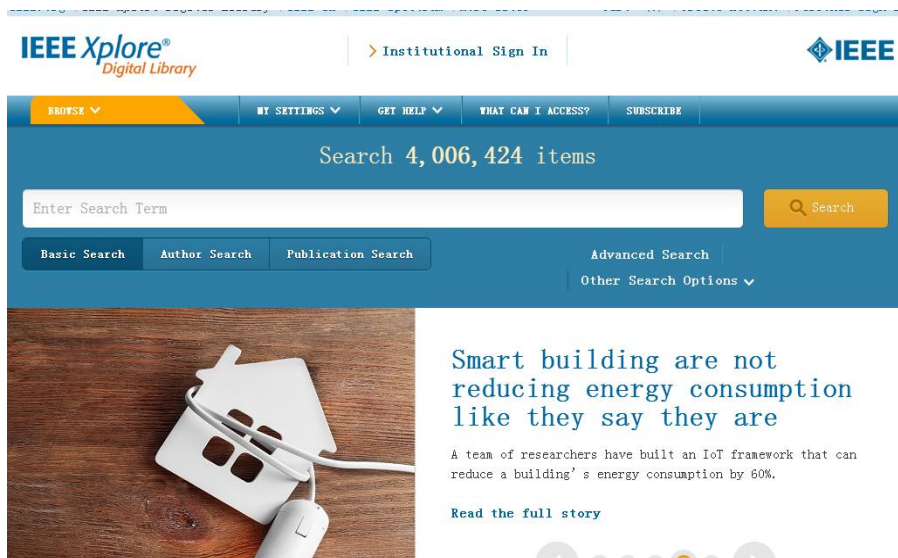 IEEE Xplore®
Digital Library
Institutional Sign In
IEEE
BROWSE
MY SETTINGS
GET HELP
WHAT CAN I ACCESS?
SUBSCRIBE
Search 4,006,424 items
Enter Search Term
Search
Basic Search
Author Search
Publication Search
Advanced Search
Other Search Options
Smart building are not
reducing energy consumption
like they say they are
A team of researchers have built an IoT framework that can
reduce a building's energy consumption by 60%.
Read the full story